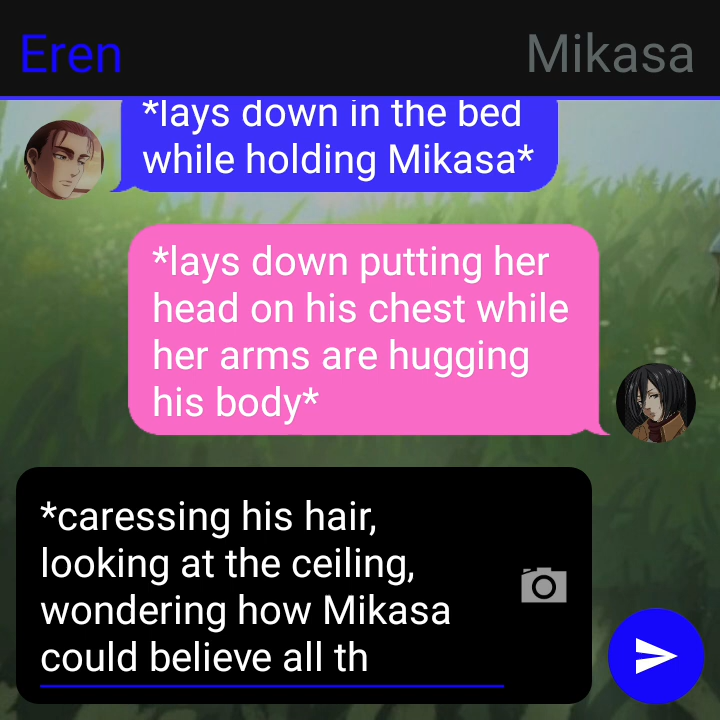 Eren
Mikasa
*lays down in the bed
while holding Mikasa*
*lays down putting her
head on his chest while
her arms are hugging
his body*
*caressing his hair,
looking at the ceiling,
wondering how Mikasa
could believe all th